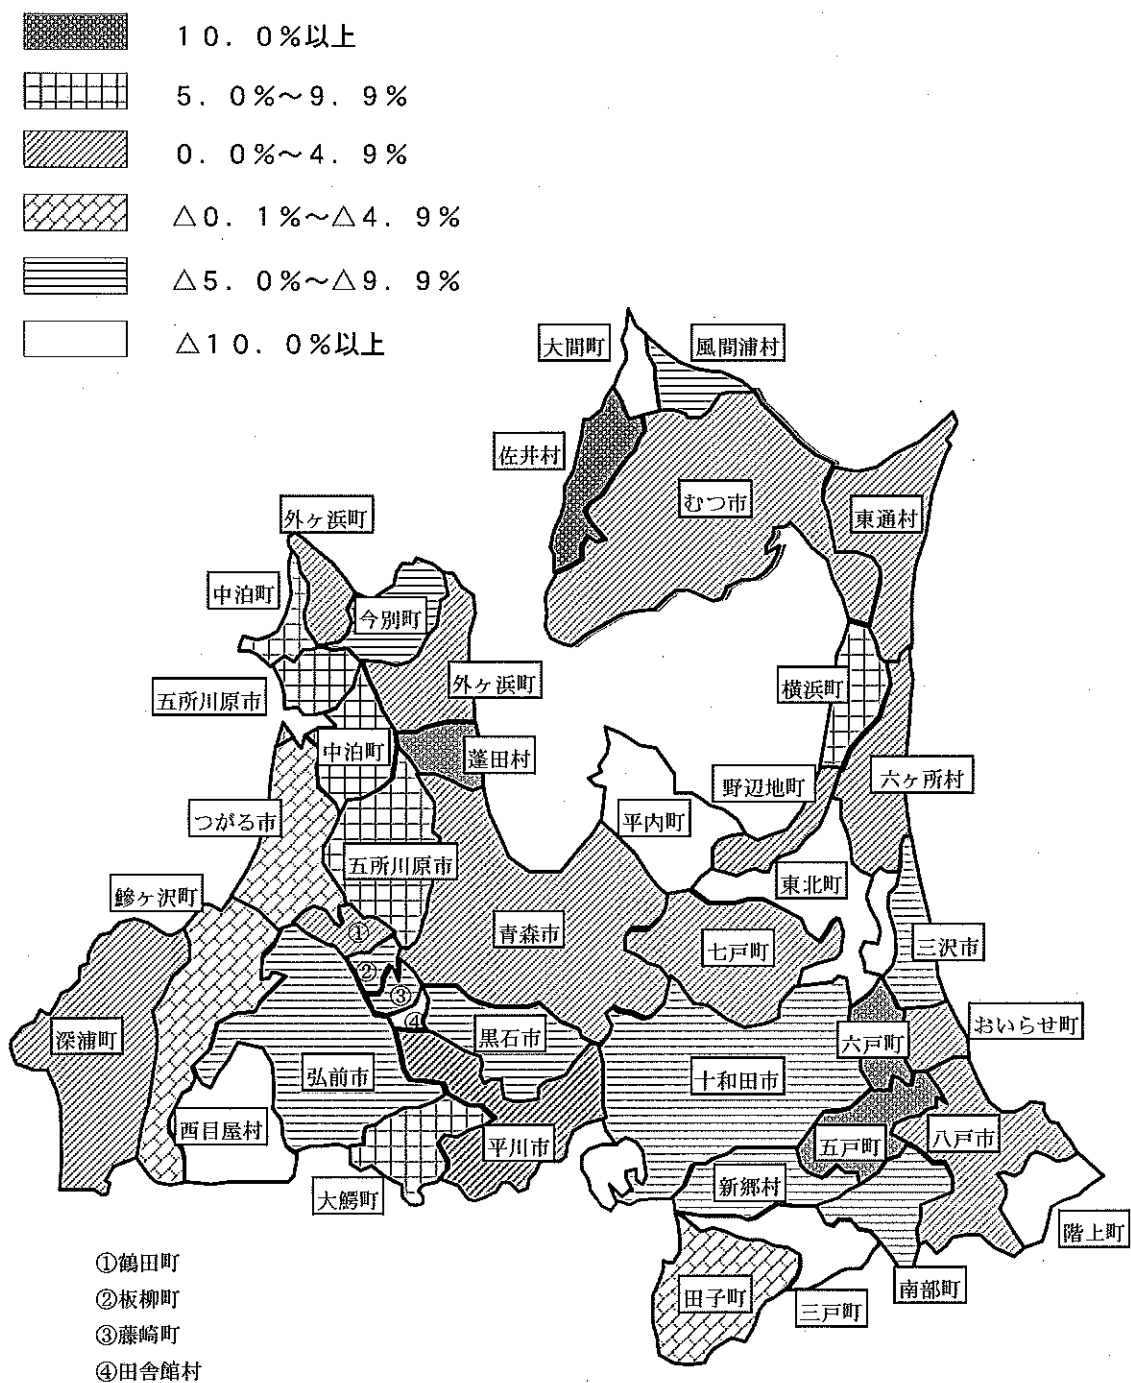 10.0%以上
5.0%～9.9%
0.0%～4.9%
△0.1%～△4.9%
△5.0%～△9.9%
△10.0%以上
大間町
風間浦村
佐井村
むつ市
東通村
外ヶ浜町
中泊町
今別町
外ヶ浜町
横浜町
五所川原市
中泊町
蓬田村
野辺地町
六ヶ所村
つがる市
平内町
五所川原市
東北町
鰺ヶ沢町
①
青森市
七戸町
三沢市
②
③
④
深浦町
黒石市
六戸町
おいらせ町
弘前市
十和田市
西目屋村
平川市
五戸町
八戸市
大鰐町
新郷村
階上町
田子町
三戸町
南部町
①鶴田町
②板柳町
③藤崎町
④田舎館村